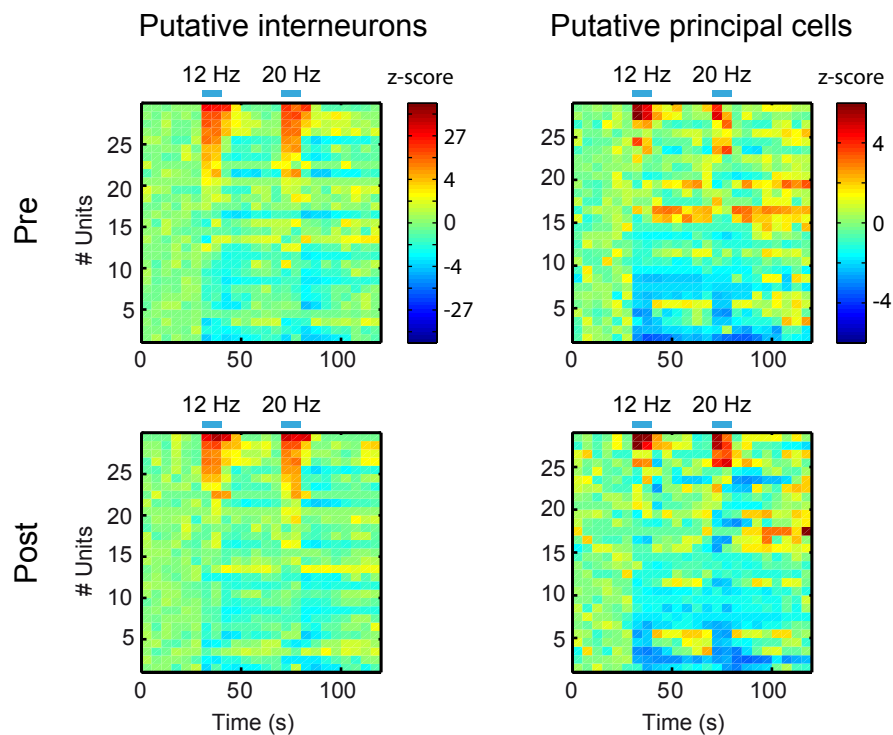 Putative interneurons
Putative principal cells
12 Hz 20 Hz
z-score
12 Hz 20 Hz
z-score
Pre
# Units
25
20
15
10
5
0 50 100
27
4
0
-4
-27
25
20
15
10
5
0 50 100
4
0
-4
12 Hz 20 Hz
12 Hz 20 Hz
Post
# Units
25
20
15
10
5
0 50 100
Time (s)
25
20
15
10
5
0 50 100
Time (s)